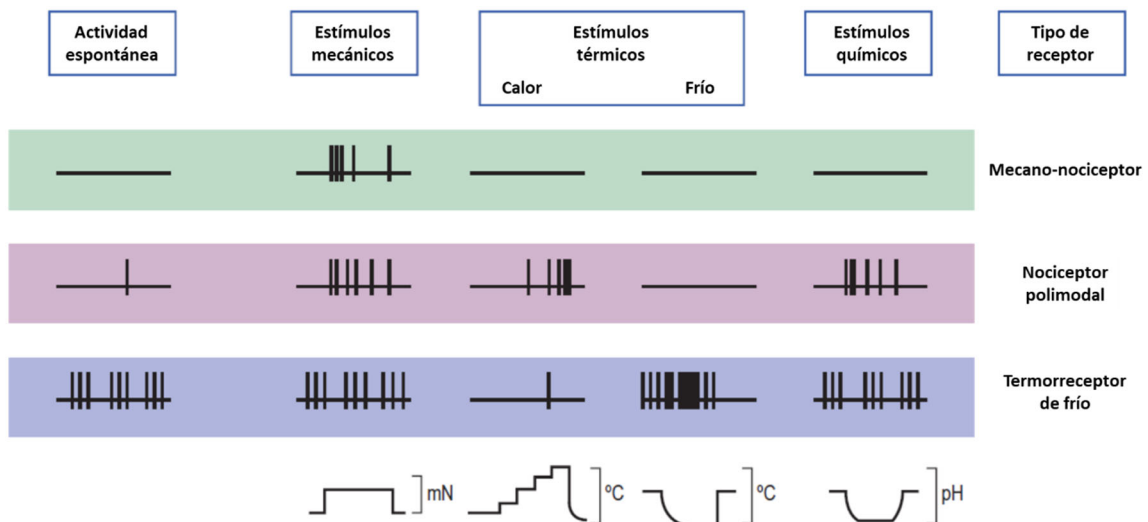 Actividad
espontánea
Estímulos
mecánicos
Estímulos
térmicos
Calor
Frío
Estímulos
químicos
Tipo de
receptor
Mecano-nociceptor
Nociceptor
polimodal
Termorreceptor
de frío
mN
ºC
ºC
pH